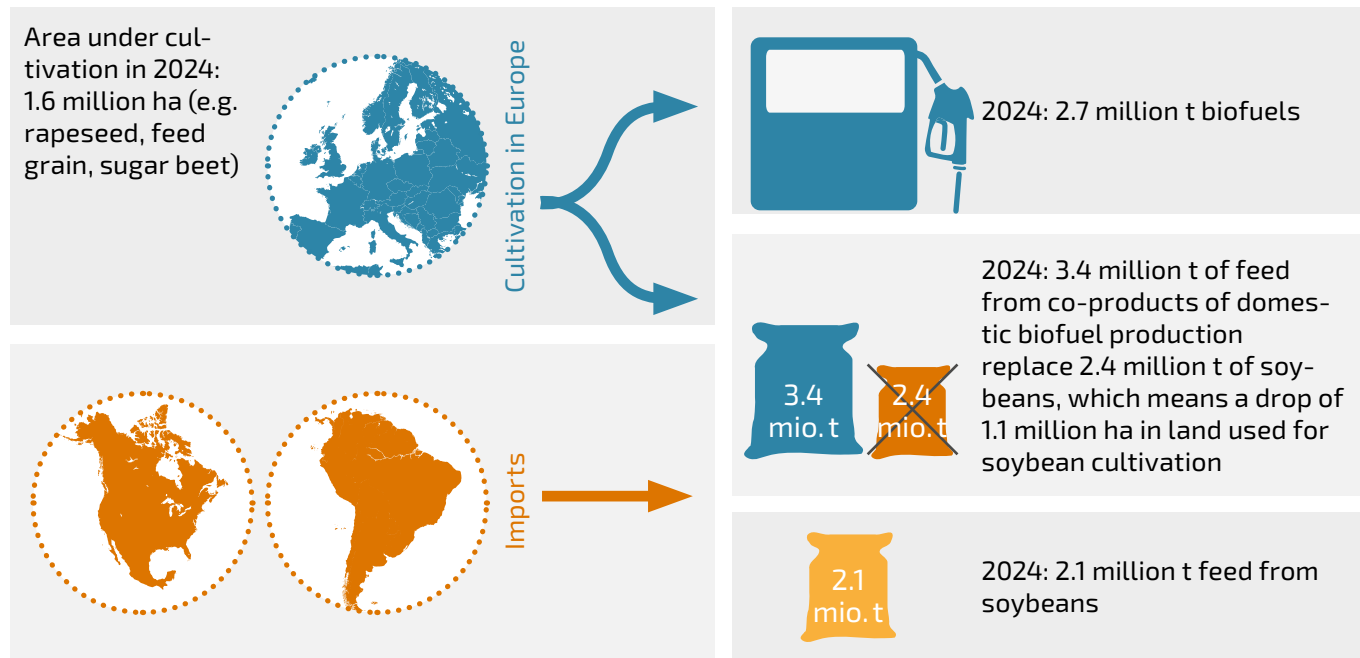 Area under cul-
tivation in 2024:
1.6 million ha (e.g.
rapeseed, feed
grain, sugar beet)
Cultivation in Europe
2024: 2.7 million t biofuels
3.4
mio. t
2.4
mio. t
2024: 3.4 million t of feed
from co-products of domes-
tic biofuel production
replace 2.4 million t of soy-
beans, which means a drop of
1.1 million ha in land used for
soybean cultivation
Imports
2.1
mio. t
2024: 2.1 million t feed from
soybeans